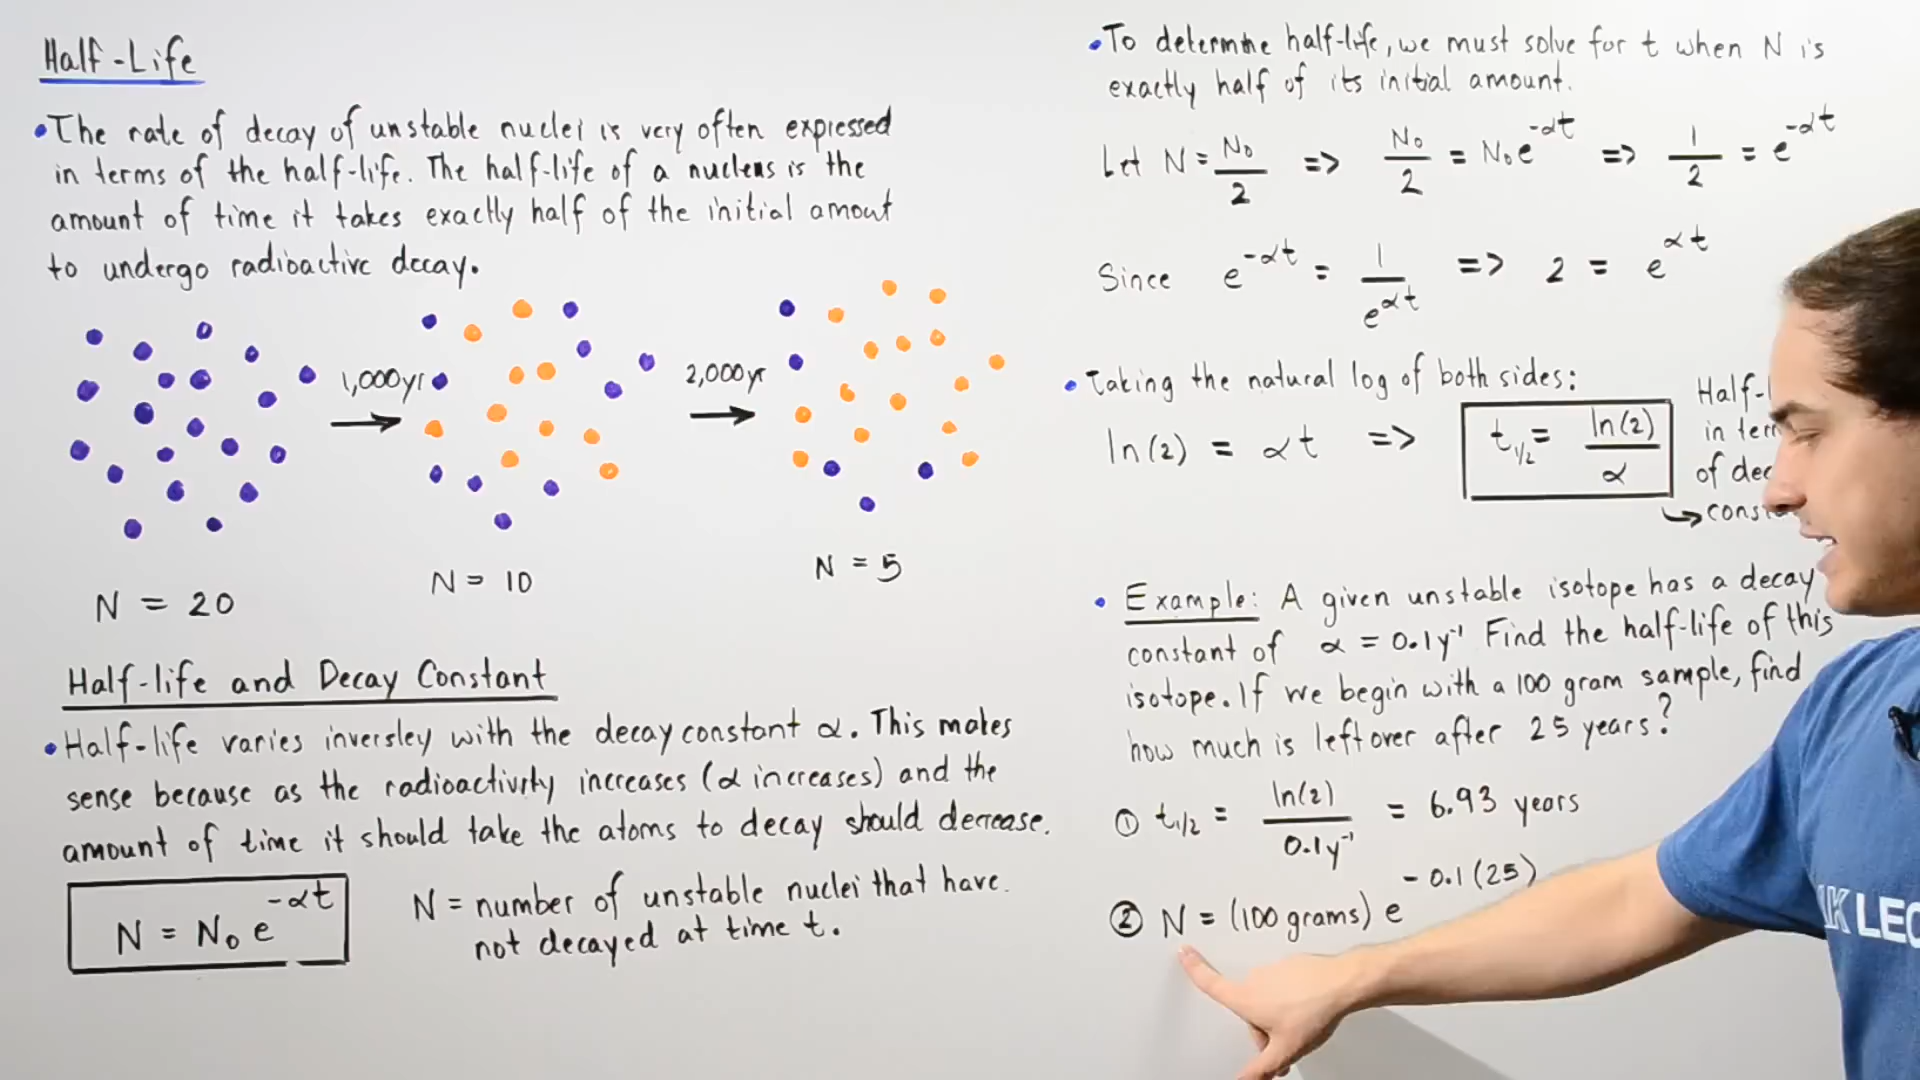 Half-Life
•The rate of decay of unstable nuclei is very often expressed
in terms of the half-life. The half-life of a nucleus is the
amount of time it takes exactly half of the initial amout
to undergo radioactive decay.
1,000yr
2,000yr
N = 20
N = 10
N = 5
Half-life and Decay Constant
•Half-life varies inversley with the decay constant α. This makes
sense because as the radioactivity increases (α increases) and the
amount of time it should take the atoms to decay should decrease.
N = N₀e^-αt
N = number of unstable nuclei that have
not decayed at time t.
•To determine half-life, we must solve for t when N is
exactly half of its initial amount.
Let N = N₀/2 => N₀/2 = N₀e^-αt => 1/2 = e^-αt
Since e^-αt = 1/e^αt => 2 = e^αt
•Taking the natural log of both sides:
ln(2) = αt => t₁/₂ = ln(2)/α
in
of
• Example: A given unstable isotope has a decay
constant of α = 0.1y⁻¹ Find the half-life of this
isotope. If we begin with a 100 gram sample, find
how much is leftover after 25 years?
① t₁/₂ = ln(2)/0.1y⁻¹ = 6.93 years
② N = (100 grams) e^-0.1(25)